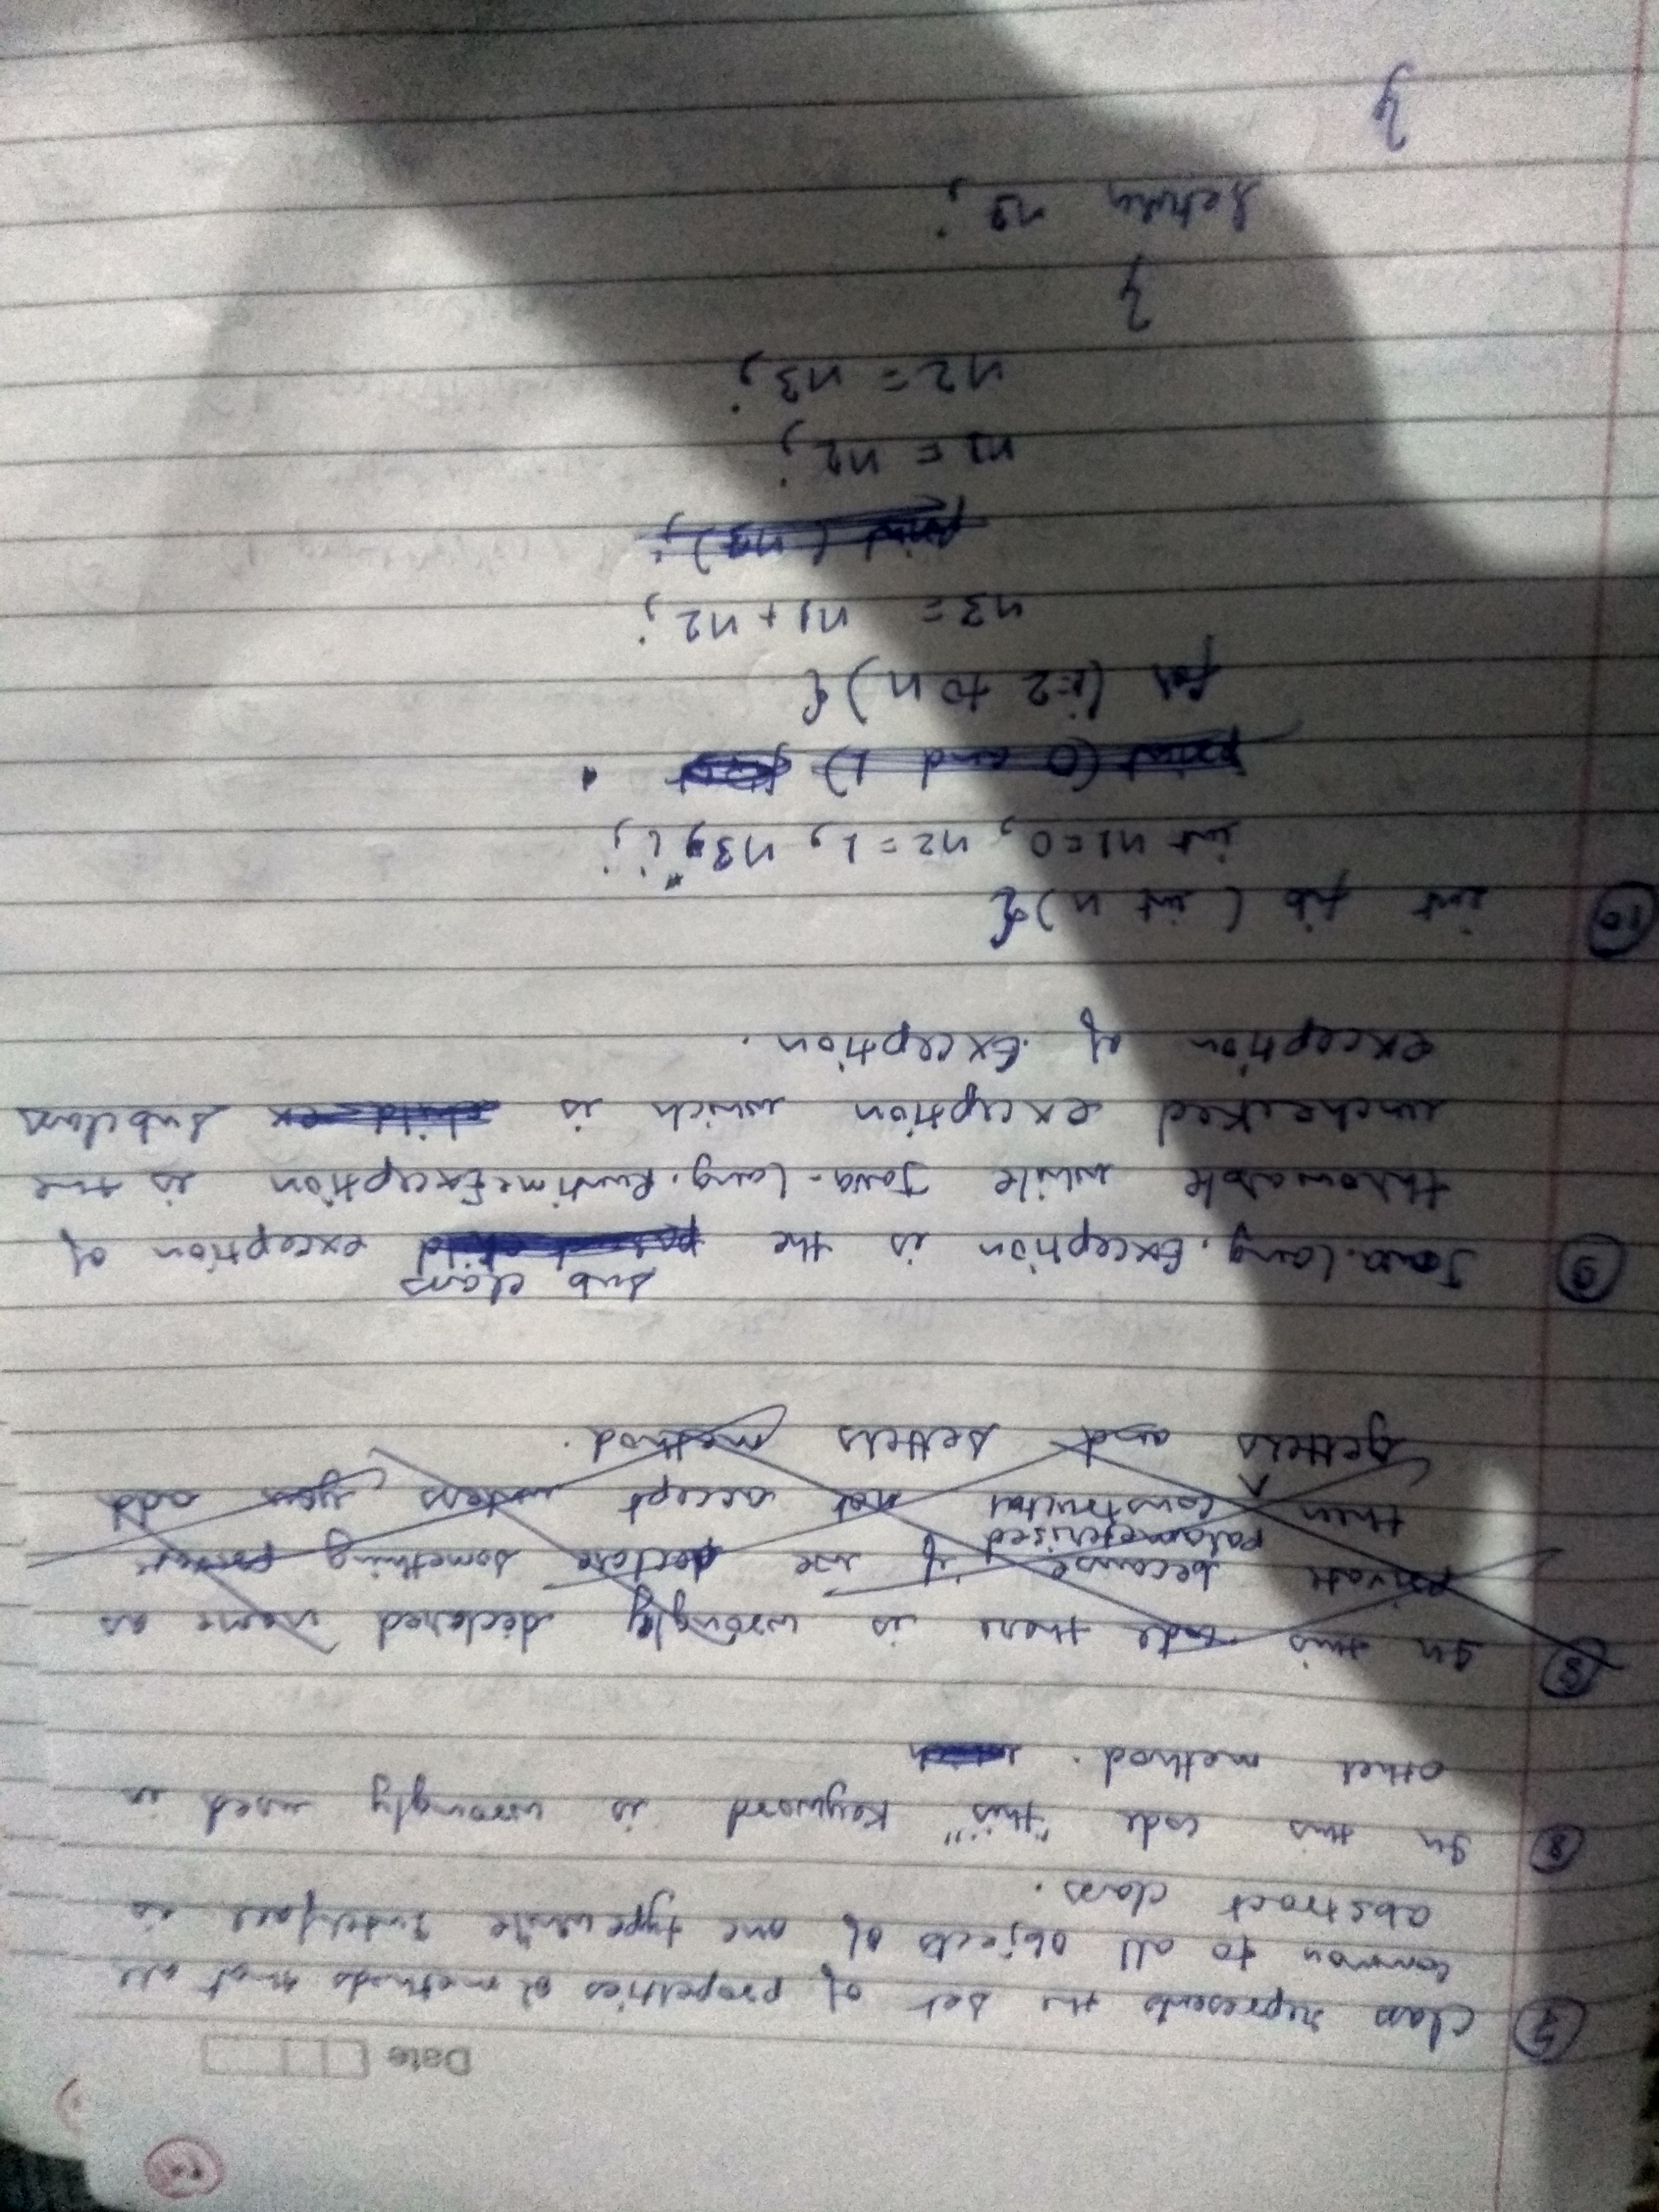 Date
7 Class represents the set of properties or methods that are
common to all objects of one type while Interface is
abstract class.
8 In this code "this" Keyword is wrongly used in
other method.
8 In this code there is wrongly declared name as
private because, if we declare something private
parameterised
then constructor not accept unless you add
getters and setters method.
sub class
9 Java.lang.Exception is the exception of
throwable while Java-lang.RuntimeException is the
unchecked exception which is subclass
exception of .Exception.
10 int fib (int n){
int n1=0, n2=1, n3, i;
print (0 and 1)
for (i=2 to n){
n3= n1+n2;
print (n3);
n1=n2;
n2=n3;
}
return n3;
}